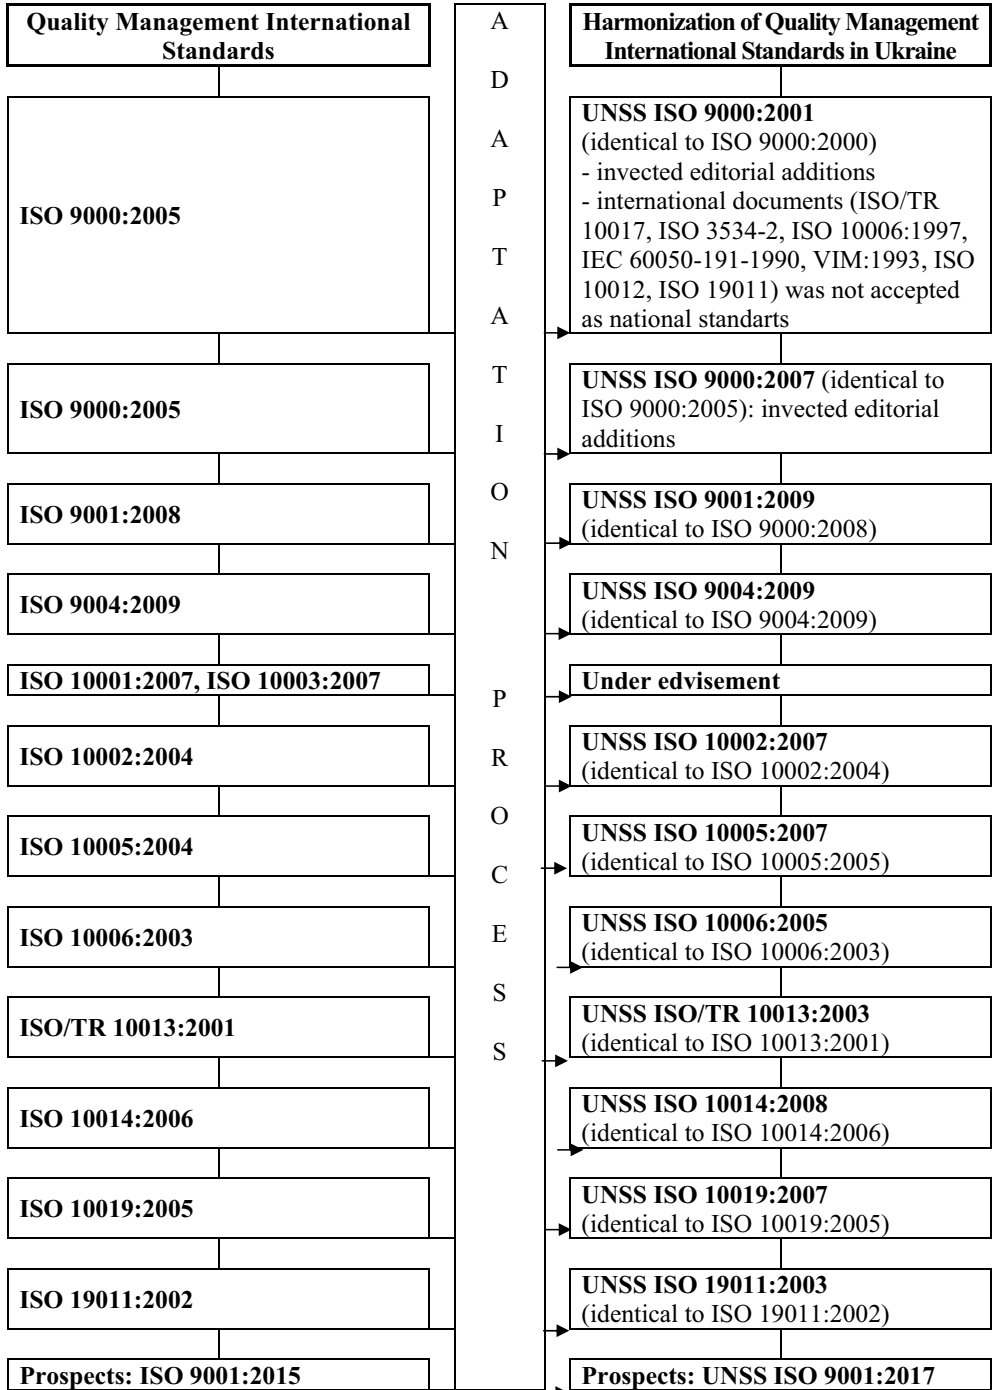 Quality Management International
Standards
Harmonization of Quality Management
International Standards in Ukraine
A
D
A
P
T
A
T
I
O
N
P
R
O
C
E
S
S
ISO 9000:2005
UNSS ISO 9000:2001
(identical to ISO 9000:2000)
- invected editorial additions
- international documents (ISO/TR
10017, ISO 3534-2, ISO 10006:1997,
IEC 60050-191-1990, VIM:1993, ISO
10012, ISO 19011) was not accepted
as national standarts
ISO 9000:2005
UNSS ISO 9000:2007 (identical to
ISO 9000:2005): invected editorial
additions
ISO 9001:2008
UNSS ISO 9001:2009
(identical to ISO 9000:2008)
ISO 9004:2009
UNSS ISO 9004:2009
(identical to ISO 9004:2009)
ISO 10001:2007, ISO 10003:2007
Under edvisement
ISO 10002:2004
UNSS ISO 10002:2007
(identical to ISO 10002:2004)
ISO 10005:2004
UNSS ISO 10005:2007
(identical to ISO 10005:2005)
ISO 10006:2003
UNSS ISO 10006:2005
(identical to ISO 10006:2003)
ISO/TR 10013:2001
UNSS ISO/TR 10013:2003
(identical to ISO 10013:2001)
ISO 10014:2006
UNSS ISO 10014:2008
(identical to ISO 10014:2006)
ISO 10019:2005
UNSS ISO 10019:2007
(identical to ISO 10019:2005)
ISO 19011:2002
UNSS ISO 19011:2003
(identical to ISO 19011:2002)
Prospects: ISO 9001:2015
Prospects: UNSS ISO 9001:2017